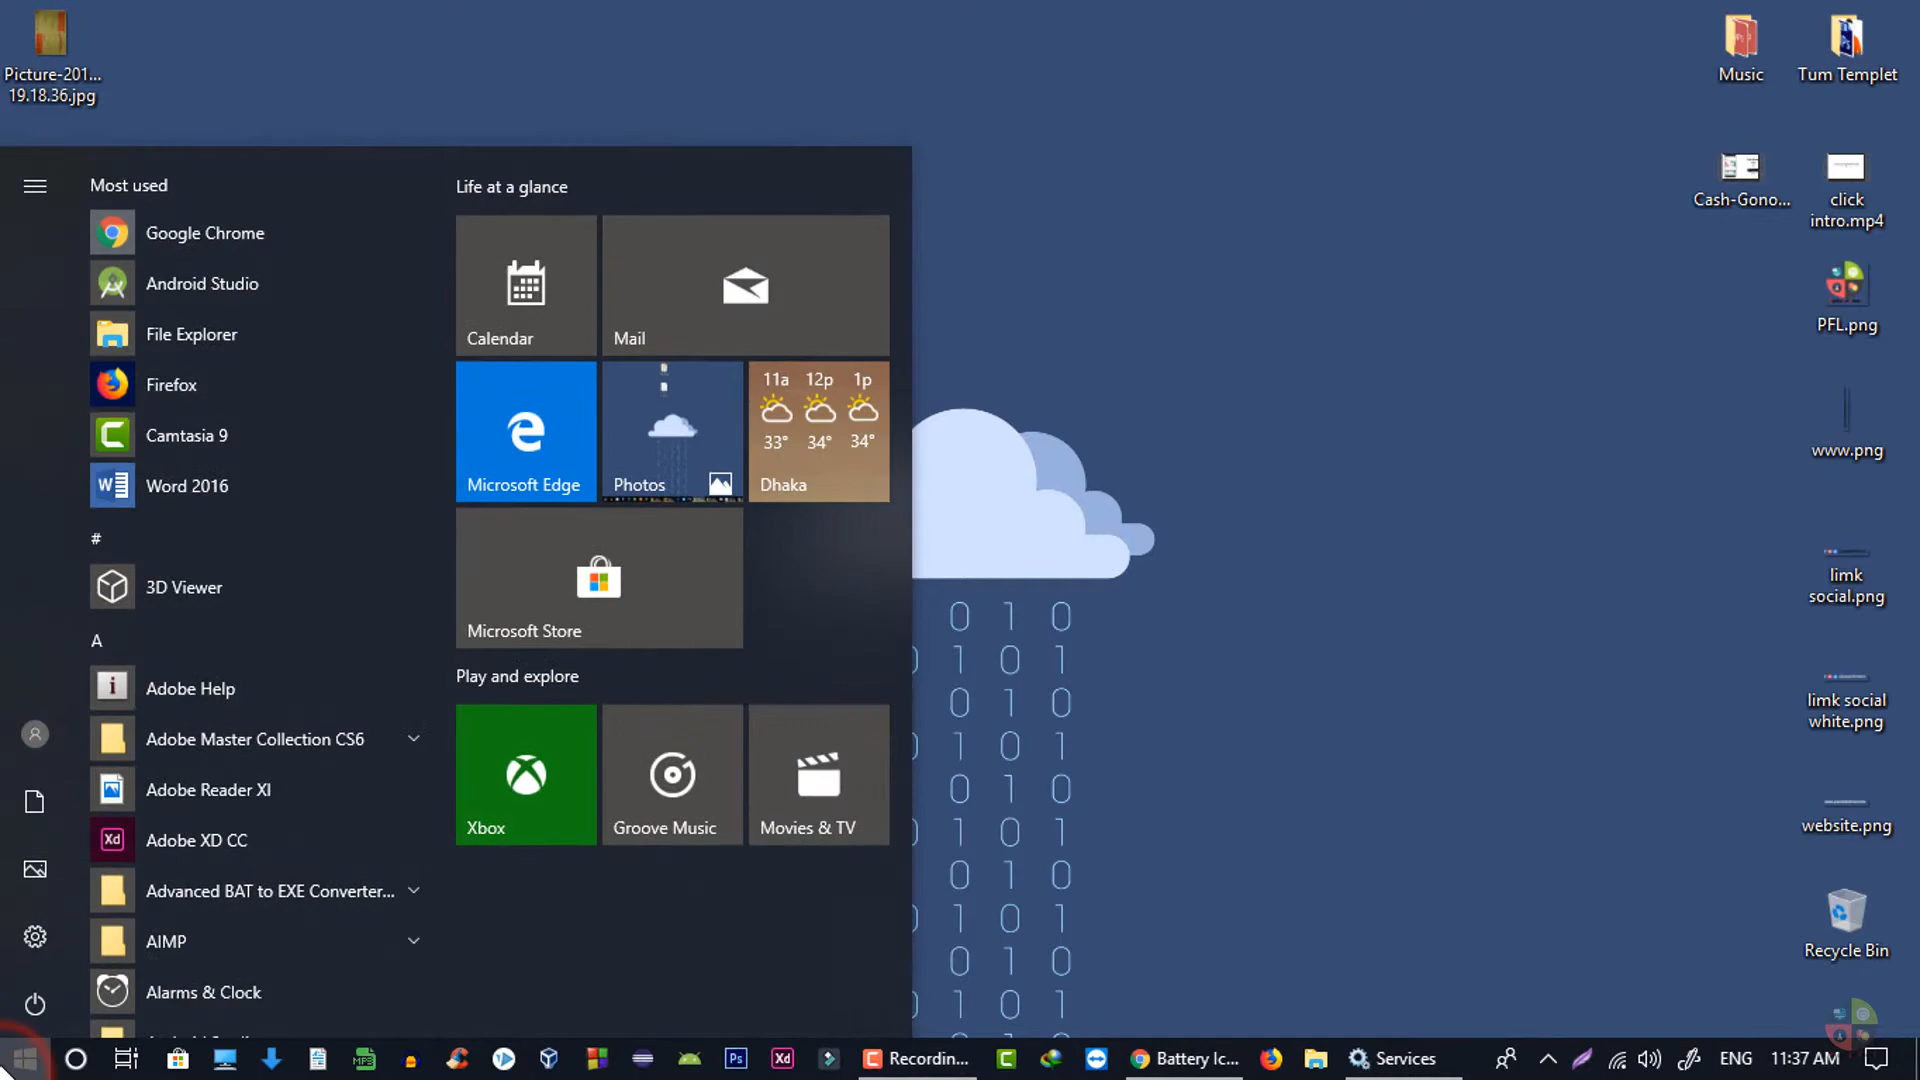 Picture-201...
19.18.36.jpg
Music
Tum Templet
Cash-Gono...
click
intro.mp4
PFL.png
www.png
limk
social.png
limk social
white.png
website.png
Recycle Bin
Most used
Google Chrome
Android Studio
File Explorer
Firefox
Camtasia 9
Word 2016
#
3D Viewer
A
Adobe Help
Adobe Master Collection CS6
Adobe Reader XI
Adobe XD CC
Advanced BAT to EXE Converter...
AIMP
Alarms & Clock
Life at a glance
Calendar
Mail
Microsoft Edge
Photos
11a 12p 1p
33° 34° 34°
Dhaka
Microsoft Store
Play and explore
Xbox
Groove Music
Movies & TV
0 1 0
1 0 1
0 1 0
1 0 1
0 1 0
1 0 1
0 1 0
1 0 1
0 1 0
1 0 1
Ps
Xd
Recordin...
Battery Ic...
Services
ENG
11:37 AM